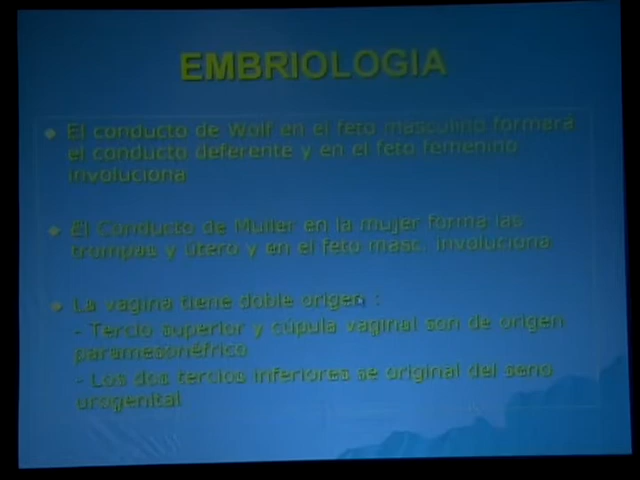 EMBRIOLOGIA
El conducto de Wolf en el feto masculino formará
el conducto deferente y en el feto femenino
involuciona
El Conducto de Muller en la mujer forma las
trompas y útero y en el feto masc. involuciona
La vagina tiene doble origen :
- Tercio superior y cúpula vaginal son de origen
paramesonéfrico
- Los dos tercios inferiores se original del seno
urogenital